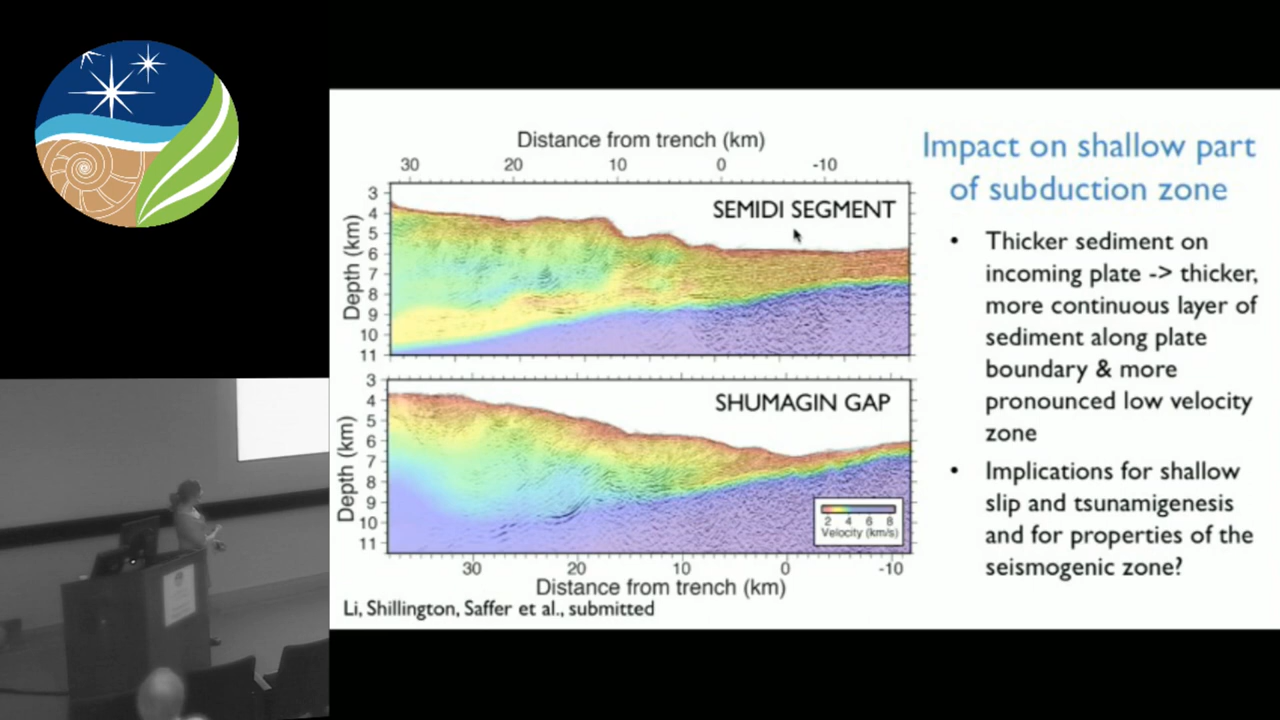 Distance from trench (km)
30 20 10 0 -10
SEMIDI SEGMENT
Depth (km)
3
4
5
6
7
8
9
10
11
SHUMAGIN GAP
Depth (km)
3
4
5
6
7
8
9
10
11
2 4 6 8
Velocity (km/s)
30 20 10 0 -10
Distance from trench (km)
Li, Shillington, Saffer et al., submitted
Impact on shallow part
of subduction zone
• Thicker sediment on
incoming plate -> thicker,
more continuous layer of
sediment along plate
boundary & more
pronounced low velocity
zone
• Implications for shallow
slip and tsunamigenesis
and for properties of the
seismogenic zone?